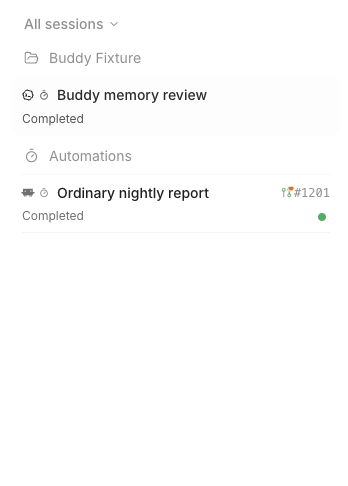 All sessions
Buddy Fixture
Buddy memory review
Completed
Automations
Ordinary nightly report #1201
Completed